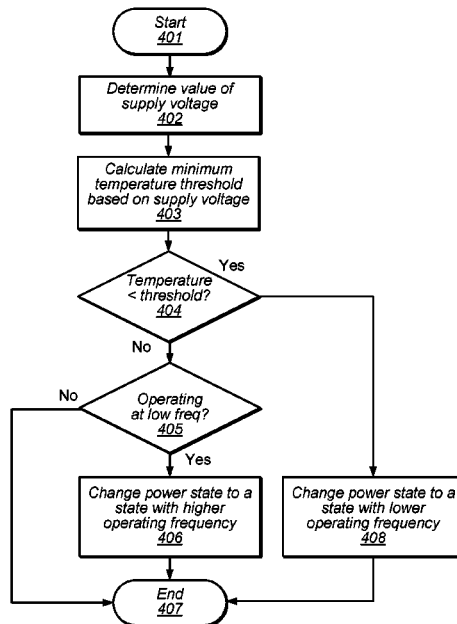 Start
401
Determine value of
supply voltage
402
Calculate minimum
temperature threshold
based on supply voltage
403
Temperature
< threshold?
404
Yes
No
Operating
at low freq?
405
No
Yes
Change power state to a
state with higher
operating frequency
406
Change power state to a
state with lower
operating frequency
408
End
407